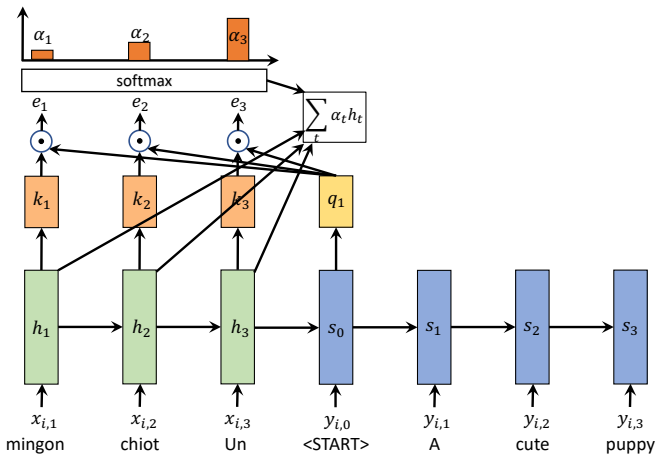 α₁ α₂ α₃
softmax
e₁ e₂ e₃
∑ₜ αₜhₜ
k₁ k₂ k₃ q₁
h₁ h₂ h₃ s₀ s₁ s₂ s₃
xᵢ,₁ xᵢ,₂ xᵢ,₃ yᵢ,₀ yᵢ,₁ yᵢ,₂ yᵢ,₃
mingon chiot Un <START> A cute puppy